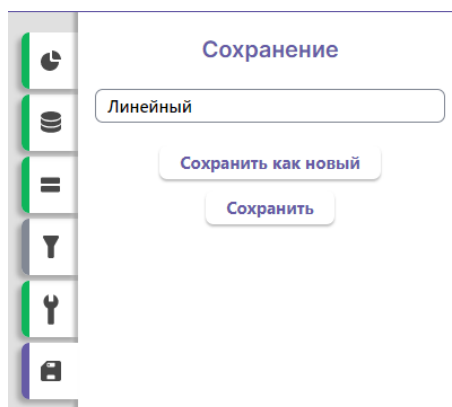 Сохранение
Линейный
Сохранить как новый
Сохранить